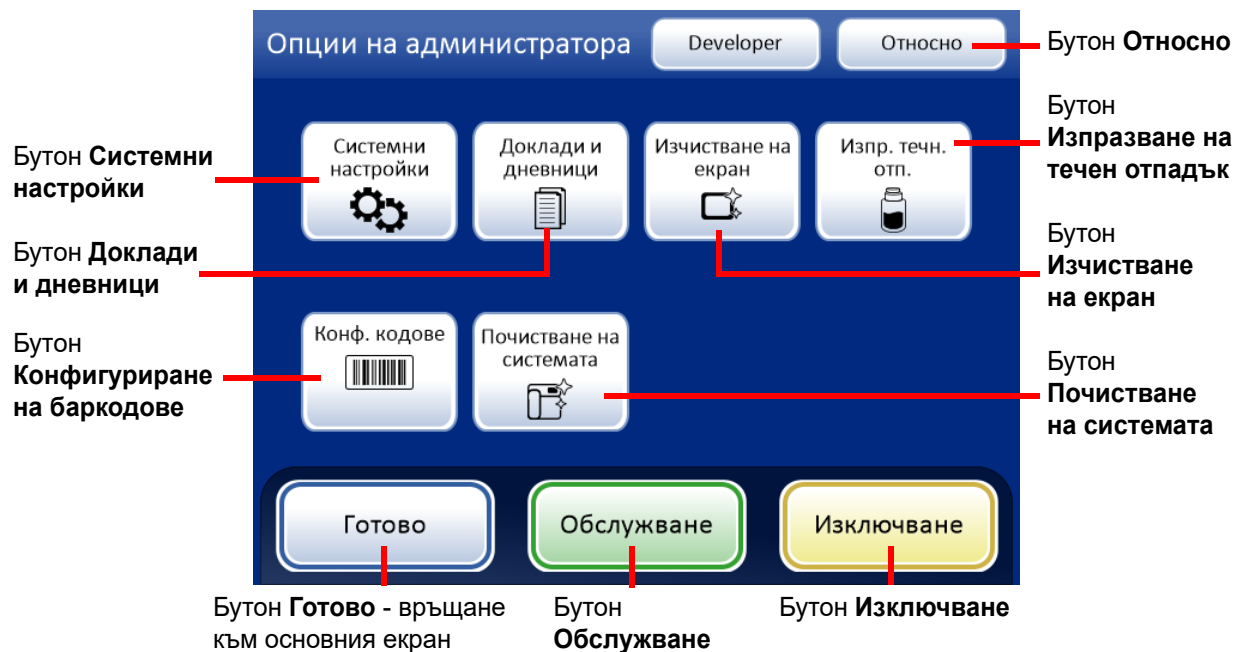 Опции на администратора
Developer
Относно
Бутон Относно
Бутон
Изпразване на
течен отпадък
Системни
настройки
Доклади и
дневници
Изчистване на
екран
Изпр. течн.
отп.
Бутон Системни
настройки
Бутон
Изчистване
на екран
Бутон Доклади
и дневници
Конф. кодове
Почистване на
системата
Бутон
Конфигуриране
на баркодове
Бутон
Почистване
на системата
Готово
Обслужване
Изключване
Бутон Готово - връщане
към основния екран
Бутон
Обслужване
Бутон Изключване